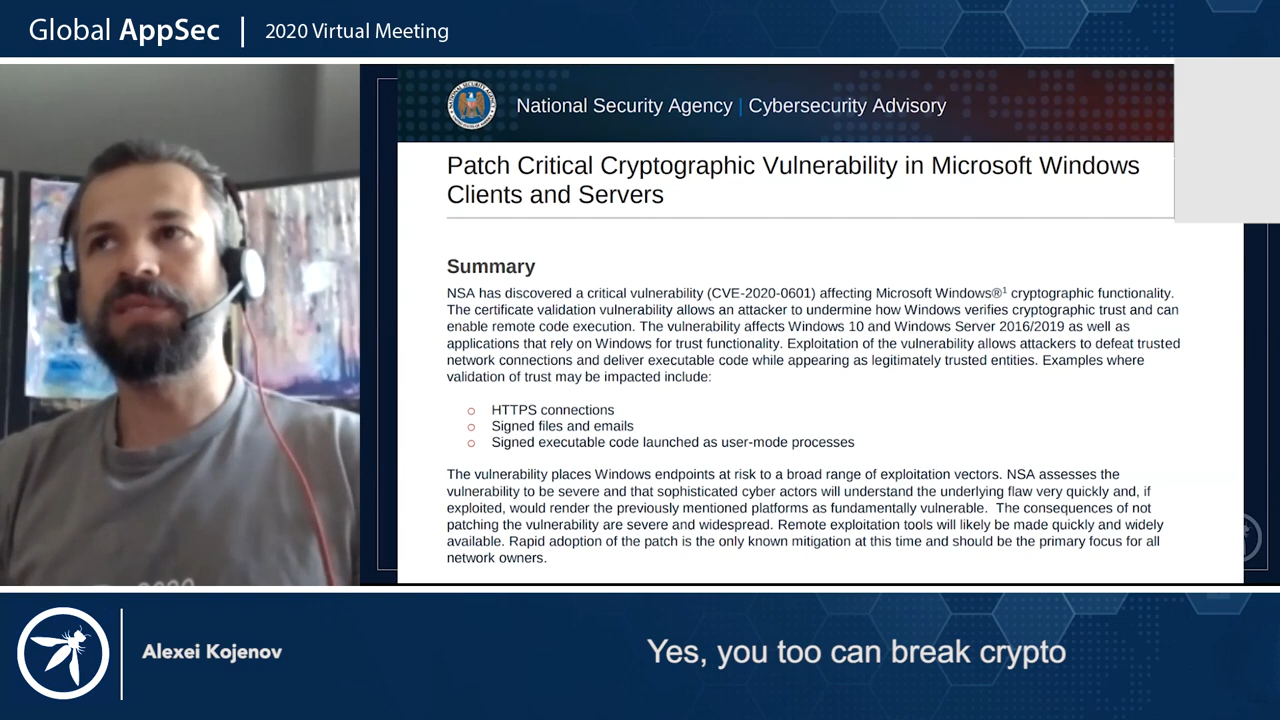 Global AppSec | 2020 Virtual Meeting
National Security Agency | Cybersecurity Advisory
Patch Critical Cryptographic Vulnerability in Microsoft Windows
Clients and Servers
Summary
NSA has discovered a critical vulnerability (CVE-2020-0601) affecting Microsoft Windows®¹ cryptographic functionality.
The certificate validation vulnerability allows an attacker to undermine how Windows verifies cryptographic trust and can
enable remote code execution. The vulnerability affects Windows 10 and Windows Server 2016/2019 as well as
applications that rely on Windows for trust functionality. Exploitation of the vulnerability allows attackers to defeat trusted
network connections and deliver executable code while appearing as legitimately trusted entities. Examples where
validation of trust may be impacted include:
o HTTPS connections
o Signed files and emails
o Signed executable code launched as user-mode processes
The vulnerability places Windows endpoints at risk to a broad range of exploitation vectors. NSA assesses the
vulnerability to be severe and that sophisticated cyber actors will understand the underlying flaw very quickly and, if
exploited, would render the previously mentioned platforms as fundamentally vulnerable. The consequences of not
patching the vulnerability are severe and widespread. Remote exploitation tools will likely be made quickly and widely
available. Rapid adoption of the patch is the only known mitigation at this time and should be the primary focus for all
network owners.
Alexei Kojenov
Yes, you too can break crypto